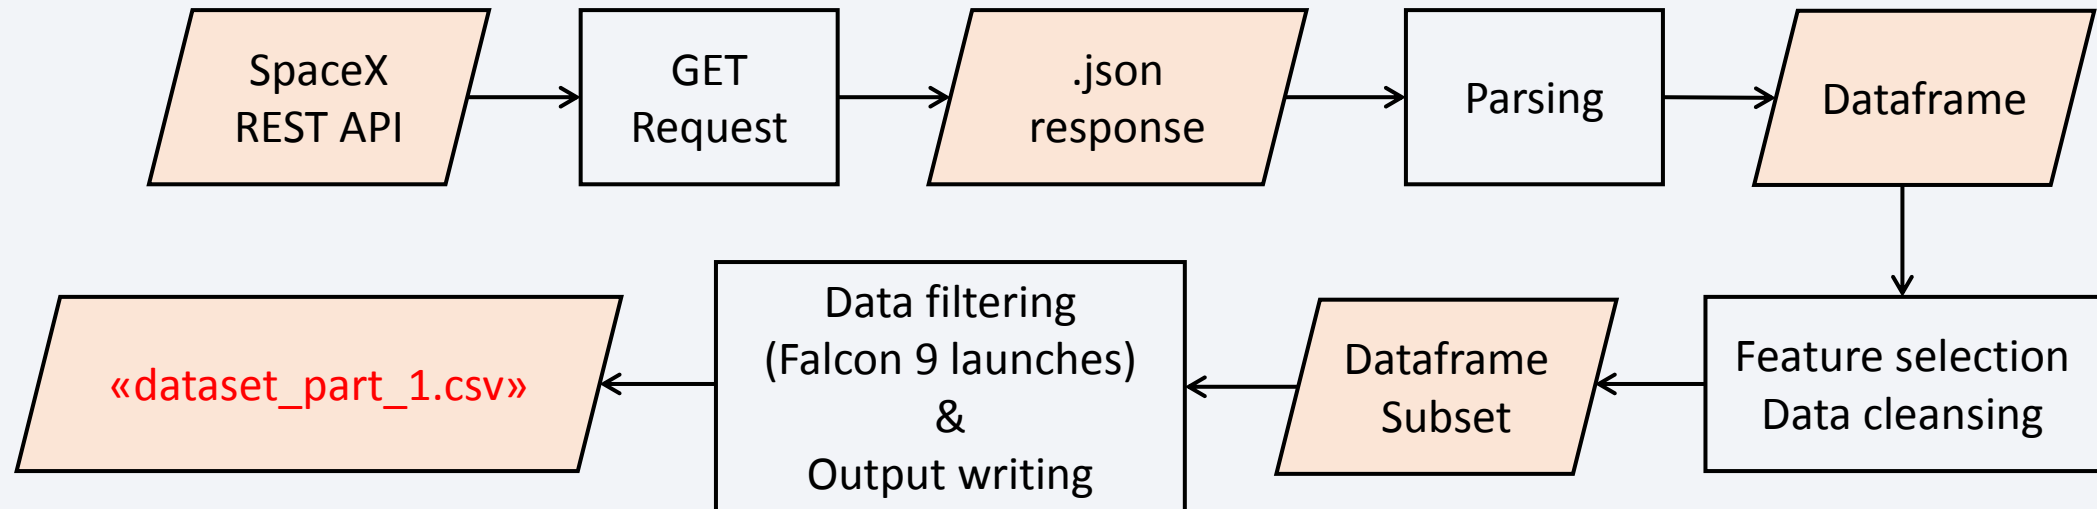 SpaceX
REST API
GET
Request
.json
response
Parsing
Dataframe
Feature selection
Data cleansing
Dataframe
Subset
Data filtering
(Falcon 9 launches)
&
Output writing
«dataset_part_1.csv»